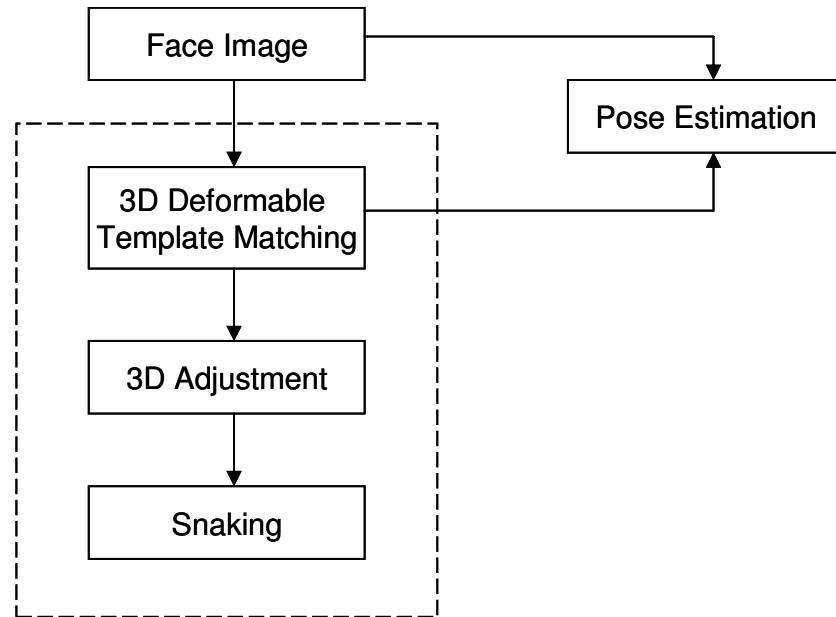 Face Image
Pose Estimation
3D Deformable
Template Matching
3D Adjustment
Snaking